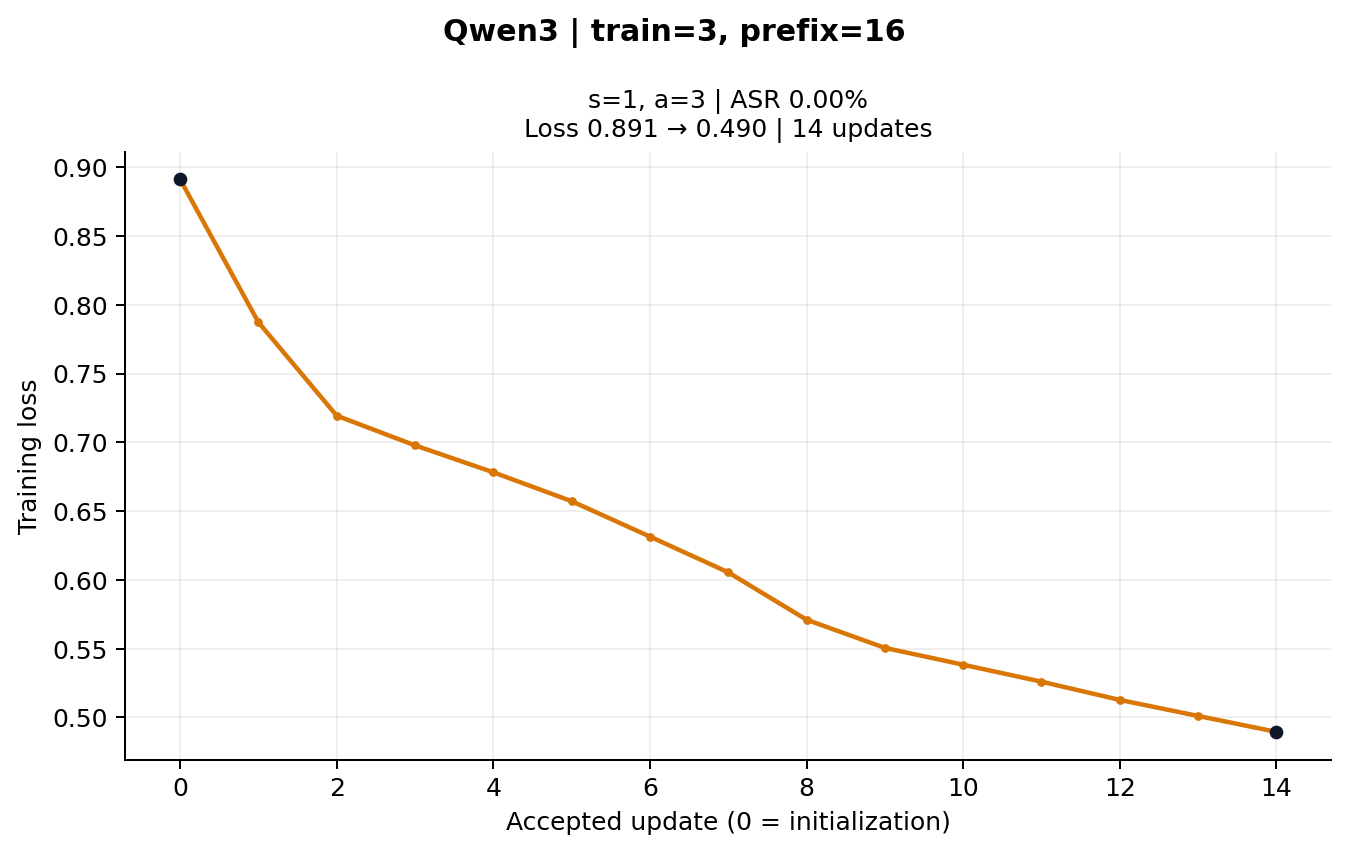 Qwen3 | train=3, prefix=16
s=1, a=3 | ASR 0.00%
Loss 0.891 → 0.490 | 14 updates
0.90
0.85
0.80
0.75
0.70
0.65
0.60
0.55
0.50
Training loss
0 2 4 6 8 10 12 14
Accepted update (0 = initialization)